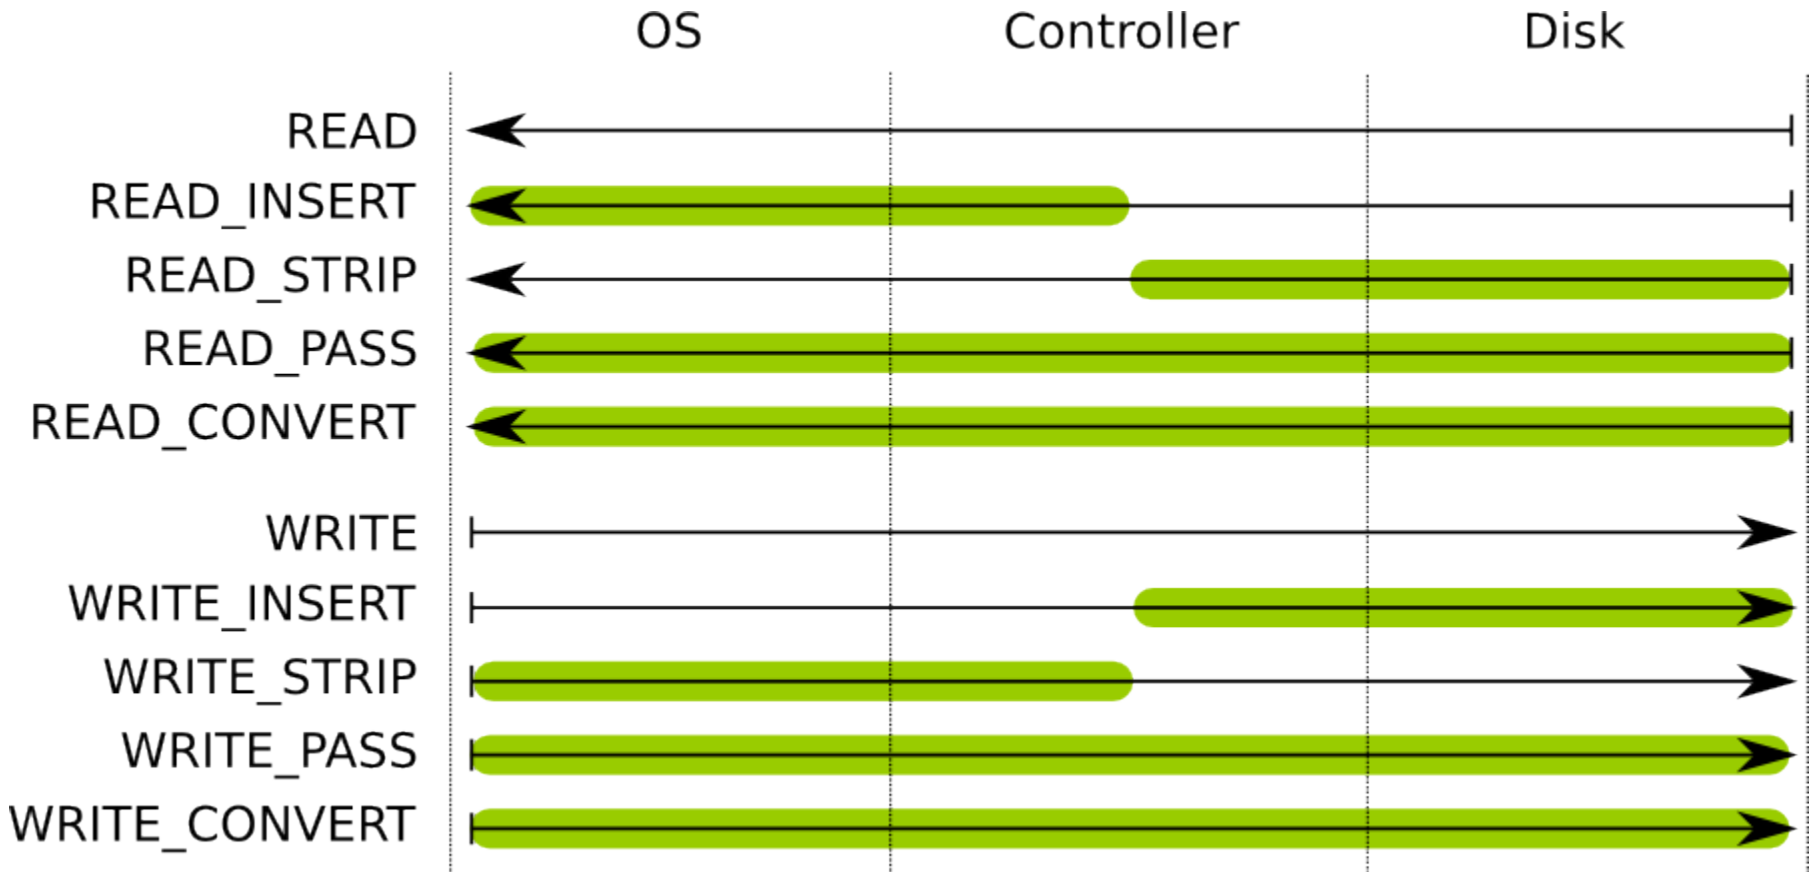 OS Controller Disk
READ
READ_INSERT
READ_STRIP
READ_PASS
READ_CONVERT
WRITE
WRITE_INSERT
WRITE_STRIP
WRITE_PASS
WRITE_CONVERT